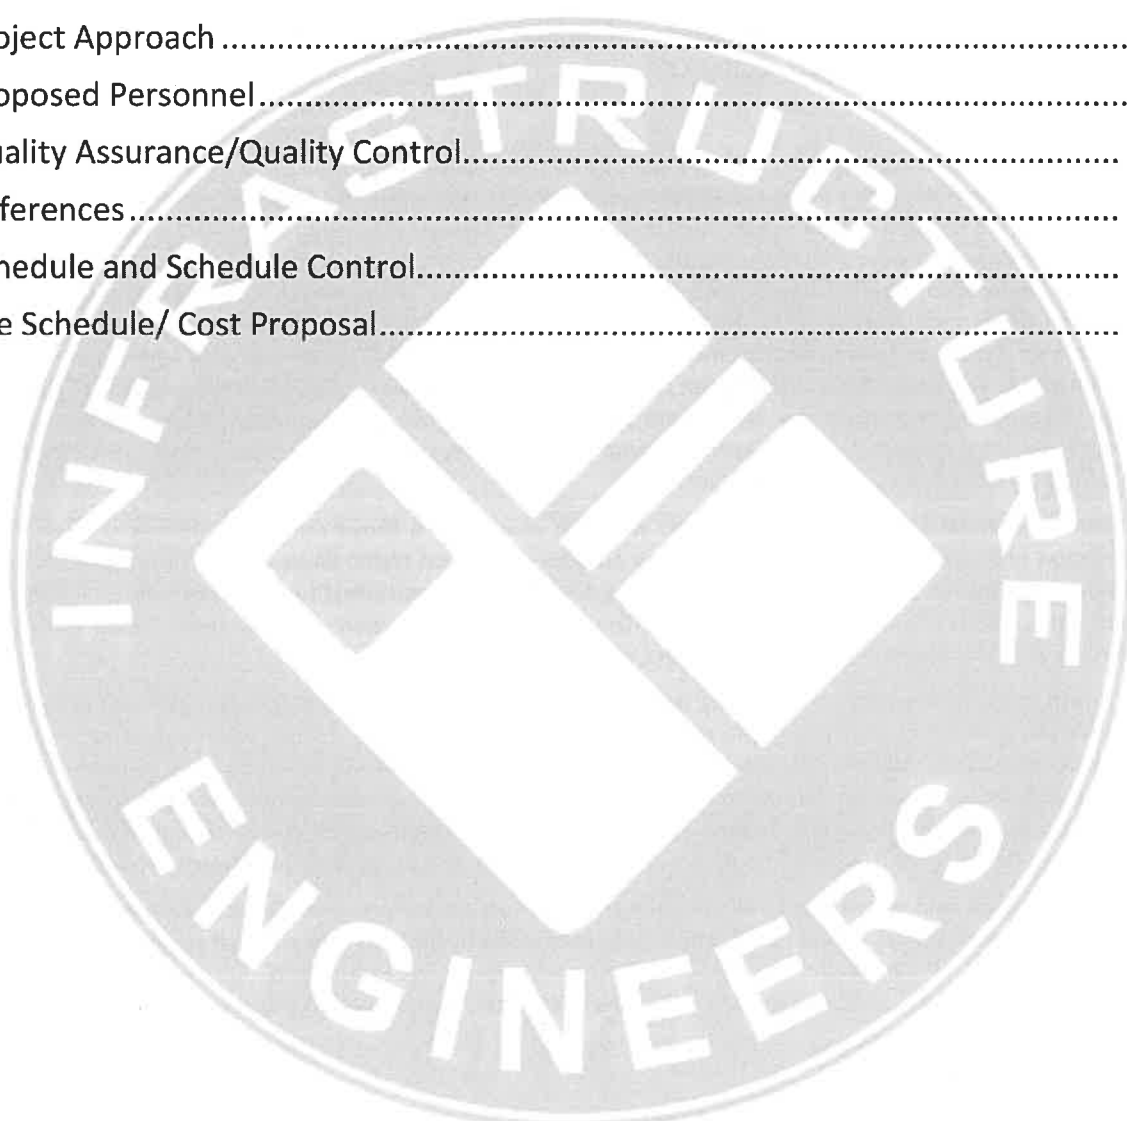 oject Approach ....................................................................................................
oposed Personnel ....................................................................................................
uality Assurance/Quality Control ........................................................................
ferences ....................................................................................................
hedule and Schedule Control ........................................................................
e Schedule/ Cost Proposal ........................................................................
INFRASTRUCTURE
ENGINEERS